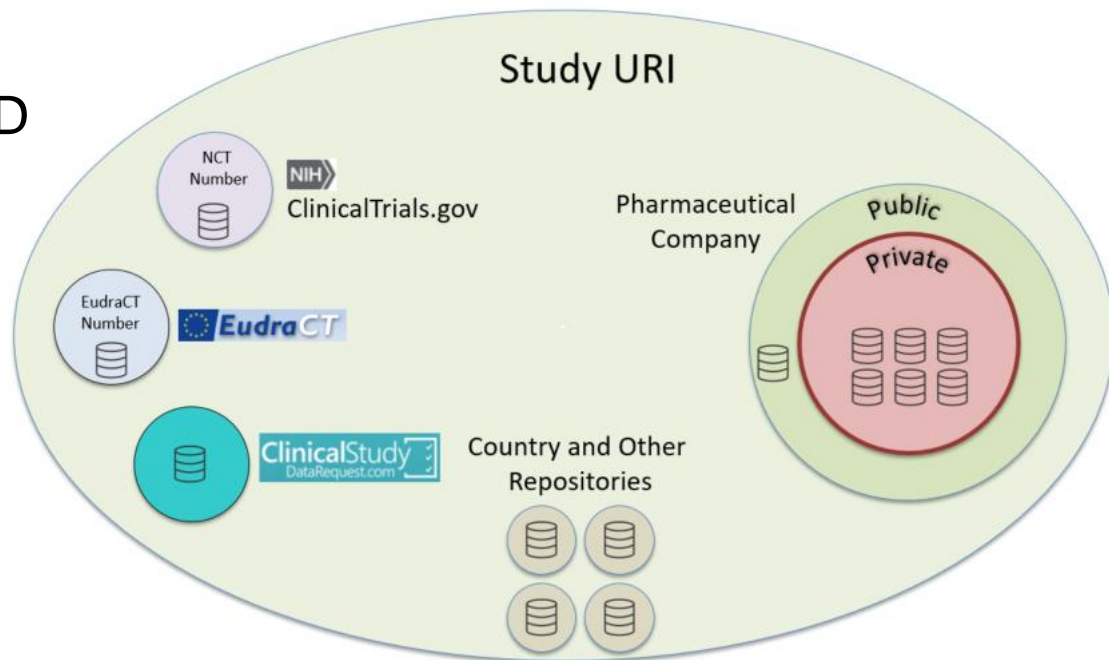 Study URI
D
NCT
Number
NIH
ClinicalTrials.gov
EudraCT
Number
EudraCT
ClinicalStudy
DataRequest.com
Pharmaceutical
Company
Public
Private
Country and Other
Repositories